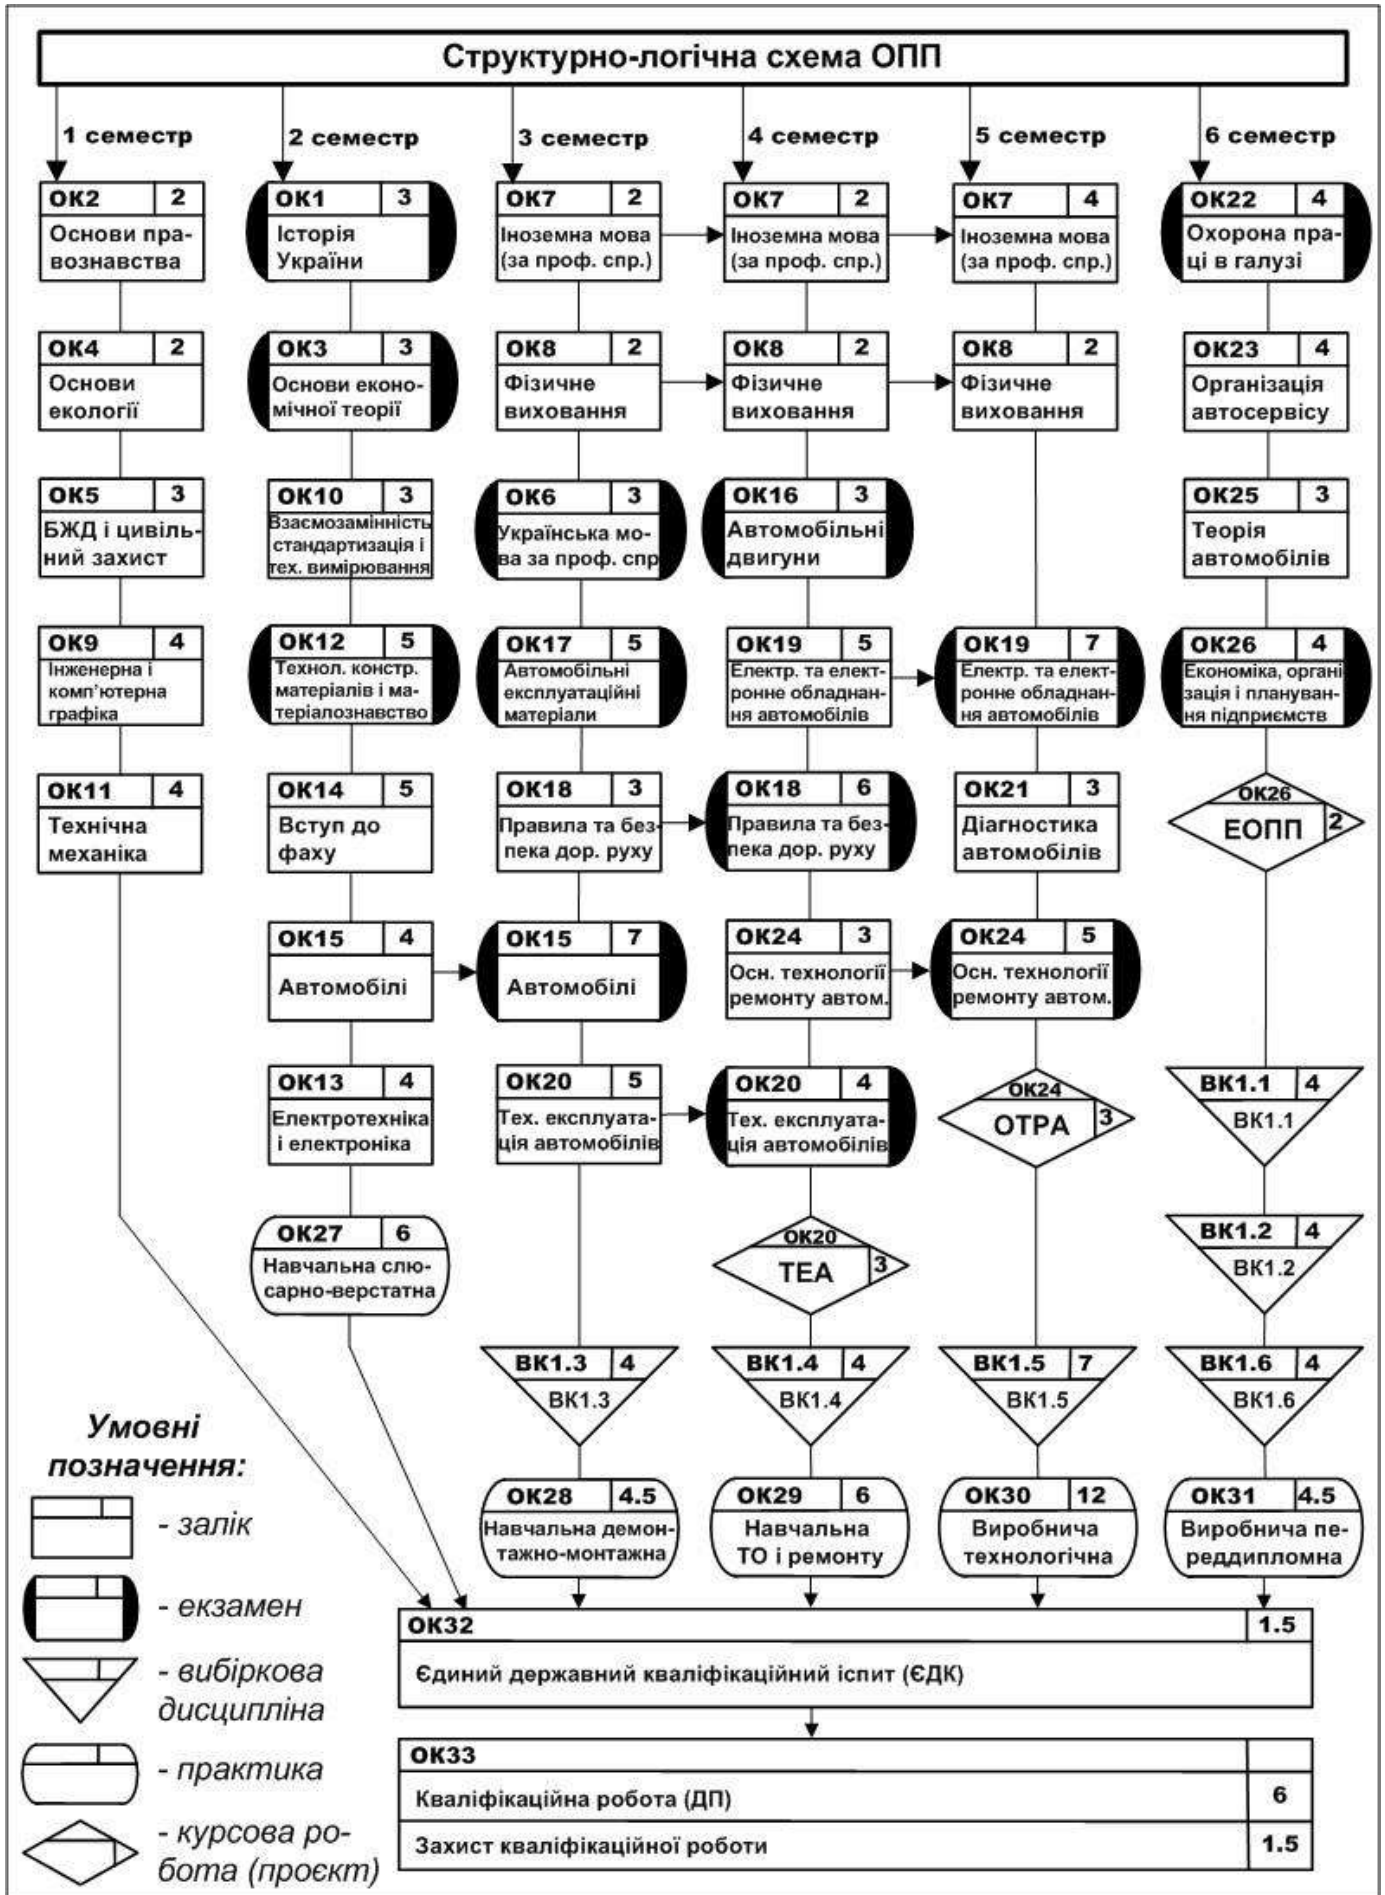 Структурно-логічна схема ОПП
1 семестр
2 семестр
3 семестр
4 семестр
5 семестр
6 семестр
ОК2 2
Основи пра-
вознавства
ОК4 2
Основи
екології
ОК5 3
БЖД і цивіль-
ний захист
ОК9 4
Інженерна і
комп'ютерна
графіка
ОК11 4
Технічна
механіка
ОК1 3
Історія
України
ОК3 3
Основи еконо-
мічної теорії
ОК10 3
Взаємозамінність
стандартизація і
тех. вимірювання
ОК12 5
Технол. констр.
матеріалів і ма-
теріалознавство
ОК14 5
Вступ до
фаху
ОК15 4
Автомобілі
ОК13 4
Електротехніка
і електроніка
ОК27 6
Навчальна слю-
сарно-верстатна
ОК7 2
Іноземна мова
(за проф. спр.)
ОК8 2
Фізичне
виховання
ОК6 3
Українська мо-
ва за проф. спр
ОК17 5
Автомобільні
експлуатаційні
матеріали
ОК18 3
Правила та без-
пека дор. руху
ОК15 7
Автомобілі
ОК20 5
Тех. експлуата-
ція автомобілів
ВК1.3 4
ВК1.3
ОК28 4.5
Навчальна демон-
тажно-монтажна
ОК7 2
Іноземна мова
(за проф. спр.)
ОК8 2
Фізичне
виховання
ОК16 3
Автомобільні
двигуни
ОК19 5
Електр. та елект-
ронне обладнан-
ня автомобілів
ОК18 6
Правила та без-
пека дор. руху
ОК24 3
Осн. технології
ремонту автом.
ОК20 4
Тех. експлуата-
ція автомобілів
ОК20
ТЕА 3
ВК1.4 4
ВК1.4
ОК29 6
Навчальна
ТО і ремонту
ОК7 4
Іноземна мова
(за проф. спр.)
ОК8 2
Фізичне
виховання
ОК19 7
Електр. та елект-
ронне обладнан-
ня автомобілів
ОК21 3
Діагностика
автомобілів
ОК24 5
Осн. технології
ремонту автом.
ОК24
ОТРА 3
ВК1.5 7
ВК1.5
ОК30 12
Виробнича
технологічна
ОК22 4
Охорона пра-
ці в галузі
ОК23 4
Організація
автосервісу
ОК25 3
Теорія
автомобілів
ОК26 4
Економіка, органі
зація і плануван-
ня підприємств
ОК26
ЕОПП 2
ВК1.1 4
ВК1.1
ВК1.2 4
ВК1.2
ВК1.6 4
ВК1.6
ОК31 4.5
Виробнича пе-
реддипломна
ОК32 1.5
Єдиний державний кваліфікаційний іспит (ЄДК)
ОК33
Кваліфікаційна робота (ДП) 6
Захист кваліфікаційної роботи 1.5
Умовні
позначення:
- залік
- екзамен
- вибіркова
дисципліна
- практика
- курсова ро-
бота (проєкт)